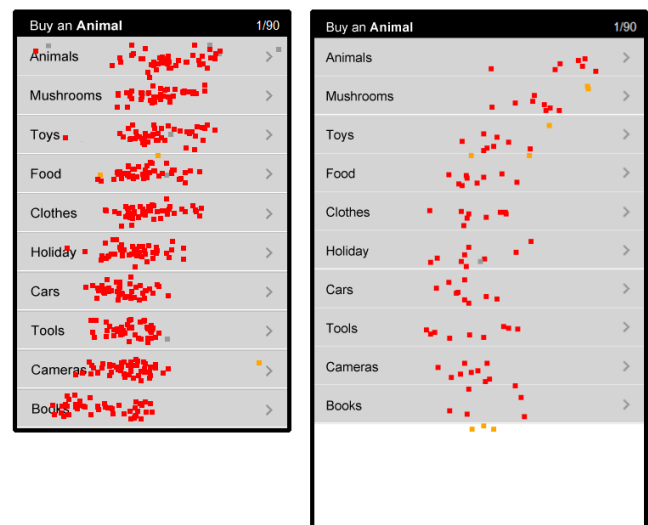 Buy an Animal 1/90
Animals
Mushrooms
Toys
Food
Clothes
Holiday
Cars
Tools
Cameras
Books
Buy an Animal 1/90
Animals
Mushrooms
Toys
Food
Clothes
Holiday
Cars
Tools
Cameras
Books